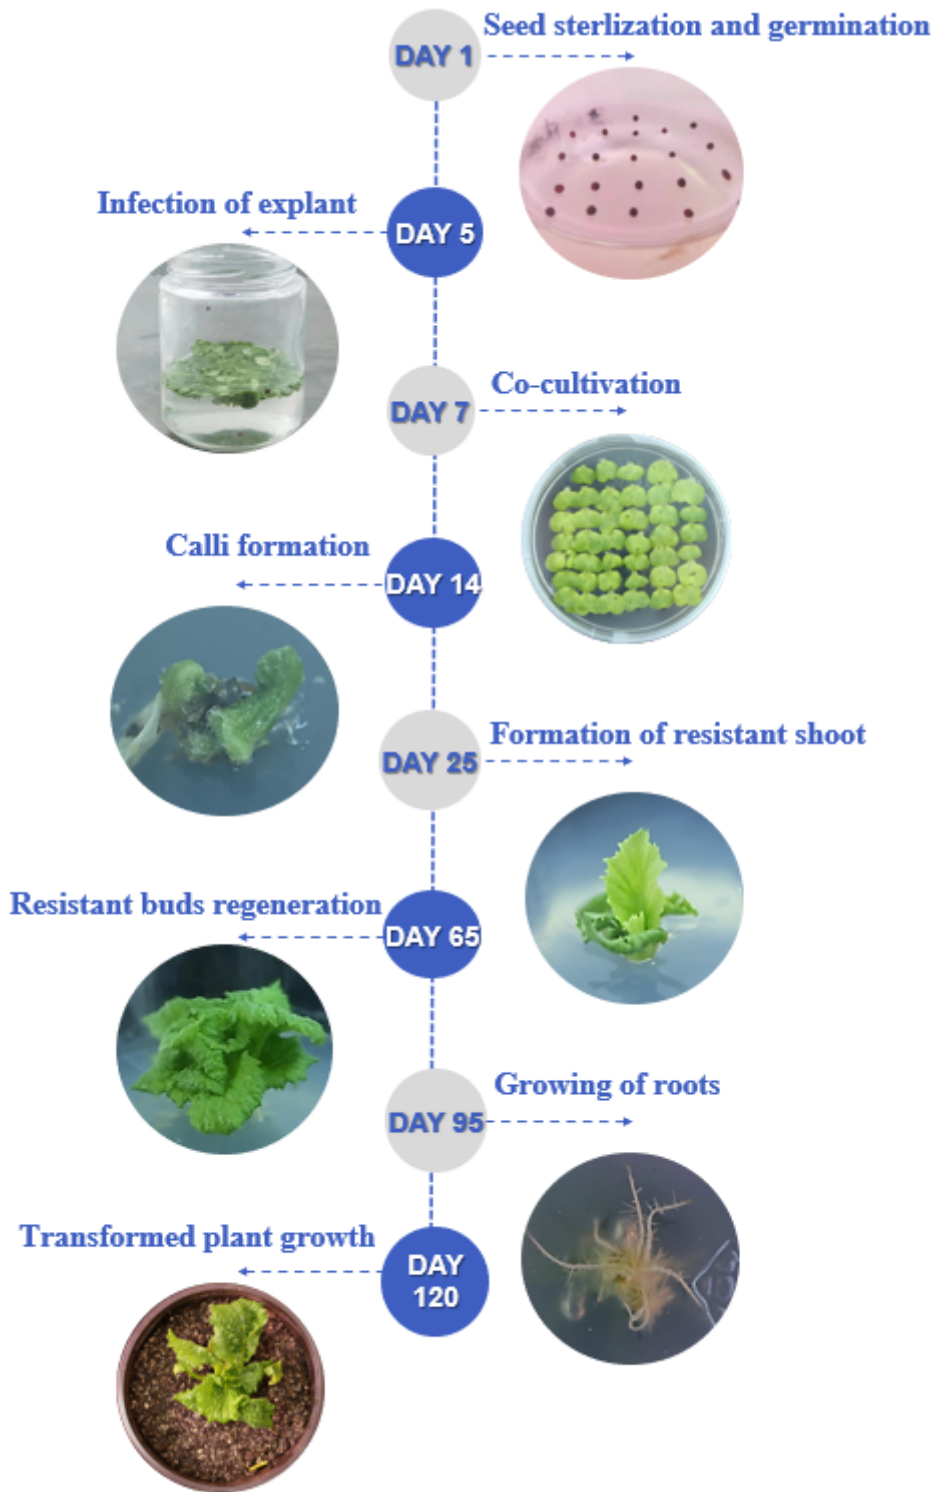 DAY 1
Seed sterlization and germination
Infection of explant
DAY 5
DAY 7
Co-cultivation
Calli formation
DAY 14
DAY 25
Formation of resistant shoot
Resistant buds regeneration
DAY 65
DAY 95
Growing of roots
Transformed plant growth
DAY
120